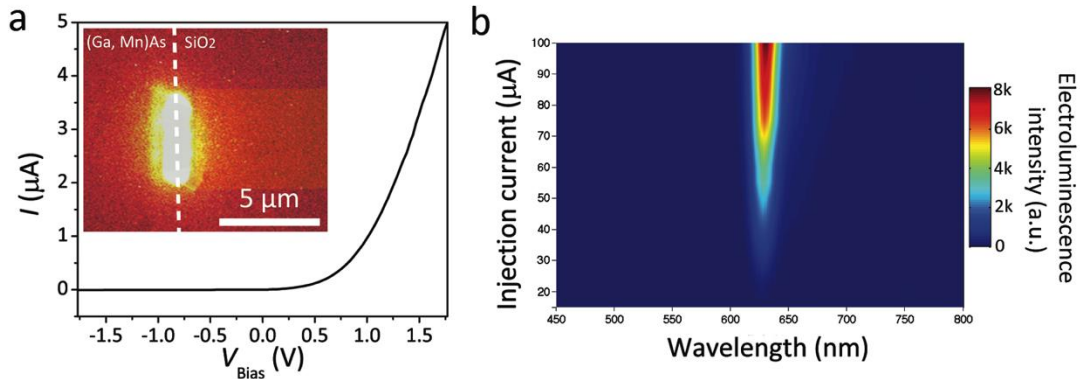 a
(Ga, Mn)As
SiO2
5 μm
5
4
3
2
1
0
I (μA)
-1.5 -1.0 -0.5 0.0 0.5 1.0 1.5
VBias (V)
b
Injection current (μA)
100
90
80
70
60
50
40
30
20
450 500 550 600 650 700 750 800
Wavelength (nm)
8k
6k
4k
2k
0
Electroluminescence
intensity (a.u.)